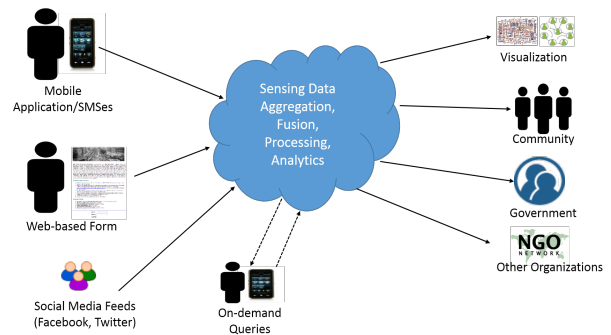 Mobile
Application/SMSes
Web-based Form
Social Media Feeds
(Facebook, Twitter)
Sensing Data
Aggregation,
Fusion,
Processing,
Analytics
On-demand
Queries
Visualization
Community
Government
NGO
NETWORK
Other Organizations